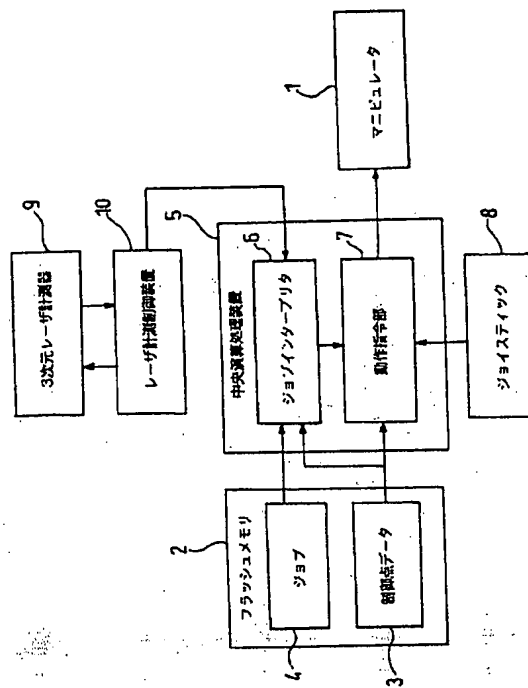 9
3次元レーザ計測器
10
レーザ計測制御装置
5
中央演算処理装置
6
ジョブインタープリタ
7
動作指令部
1
マニピュレータ
8
ジョイスティック
2
フラッシュメモリ
ジョブ
4
制御点データ
3